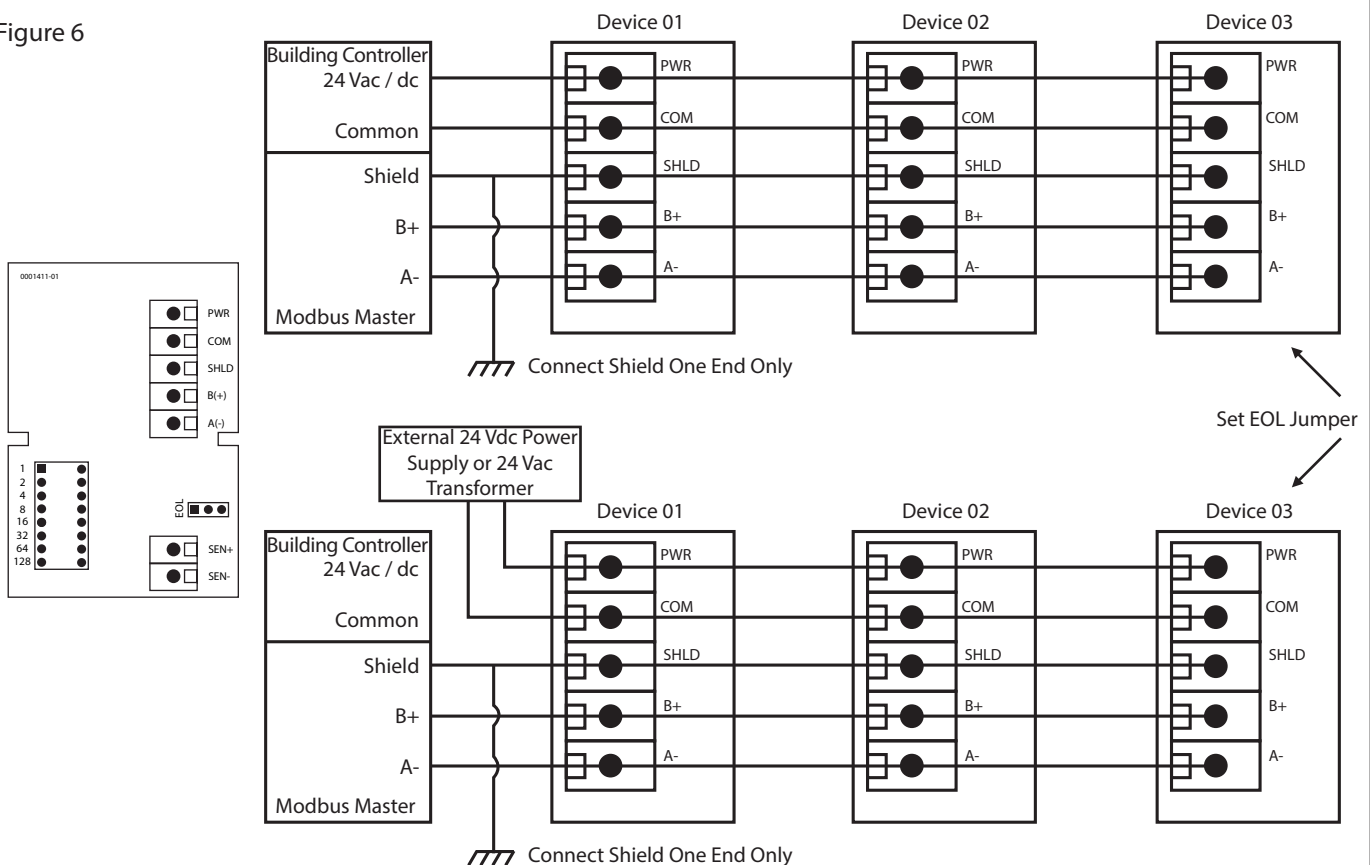 Figure 6
0001411-01
PWR
COM
SHLD
B(+)
A(-)
1
2
4
8
16
32
64
128
EOL
SEN+
SEN-
Device 01
Device 02
Device 03
Building Controller
24 Vac / dc
Common
Shield
B+
A-
Modbus Master
PWR
COM
SHLD
B+
A-
PWR
COM
SHLD
B+
A-
PWR
COM
SHLD
B+
A-
Connect Shield One End Only
Set EOL Jumper
External 24 Vdc Power
Supply or 24 Vac
Transformer
Device 01
Device 02
Device 03
Building Controller
24 Vac / dc
Common
Shield
B+
A-
Modbus Master
PWR
COM
SHLD
B+
A-
PWR
COM
SHLD
B+
A-
PWR
COM
SHLD
B+
A-
Connect Shield One End Only